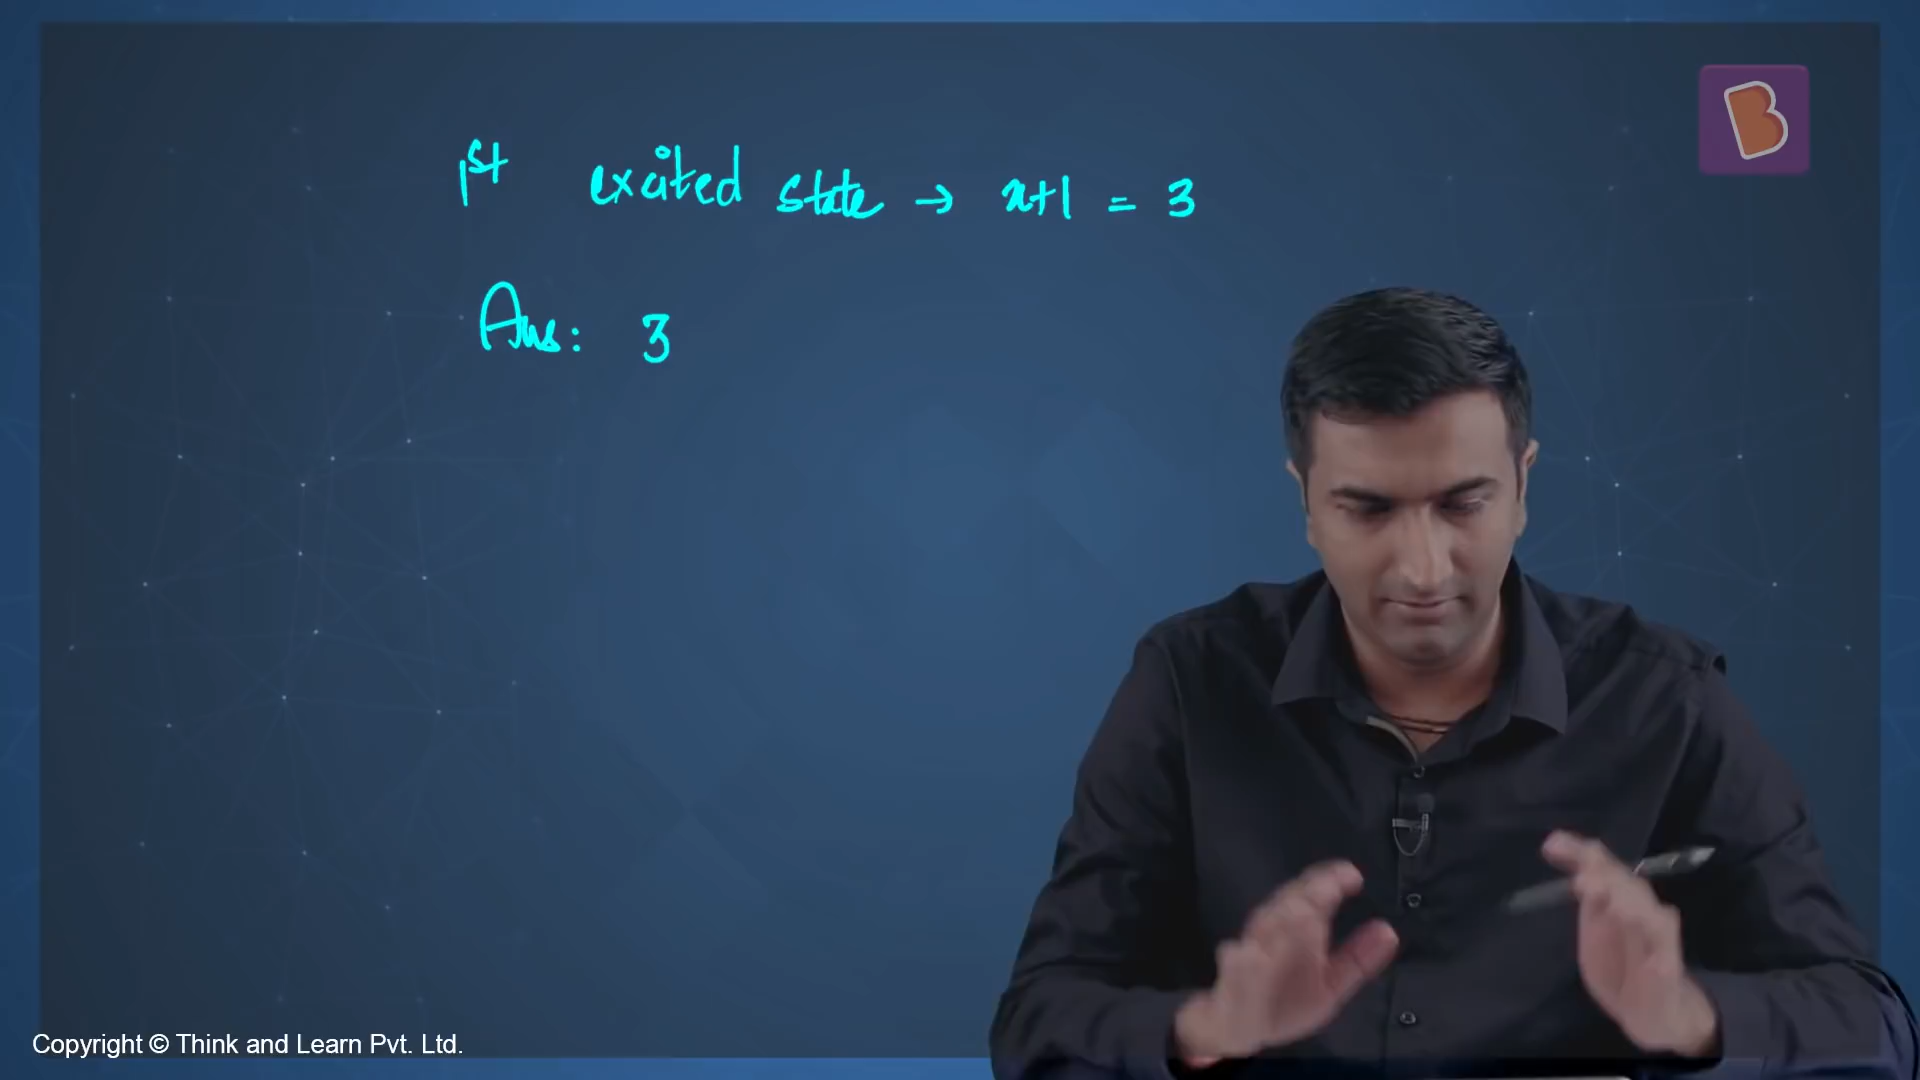 1st excited state → x+1 = 3
Ans: 3
Copyright © Think and Learn Pvt. Ltd.